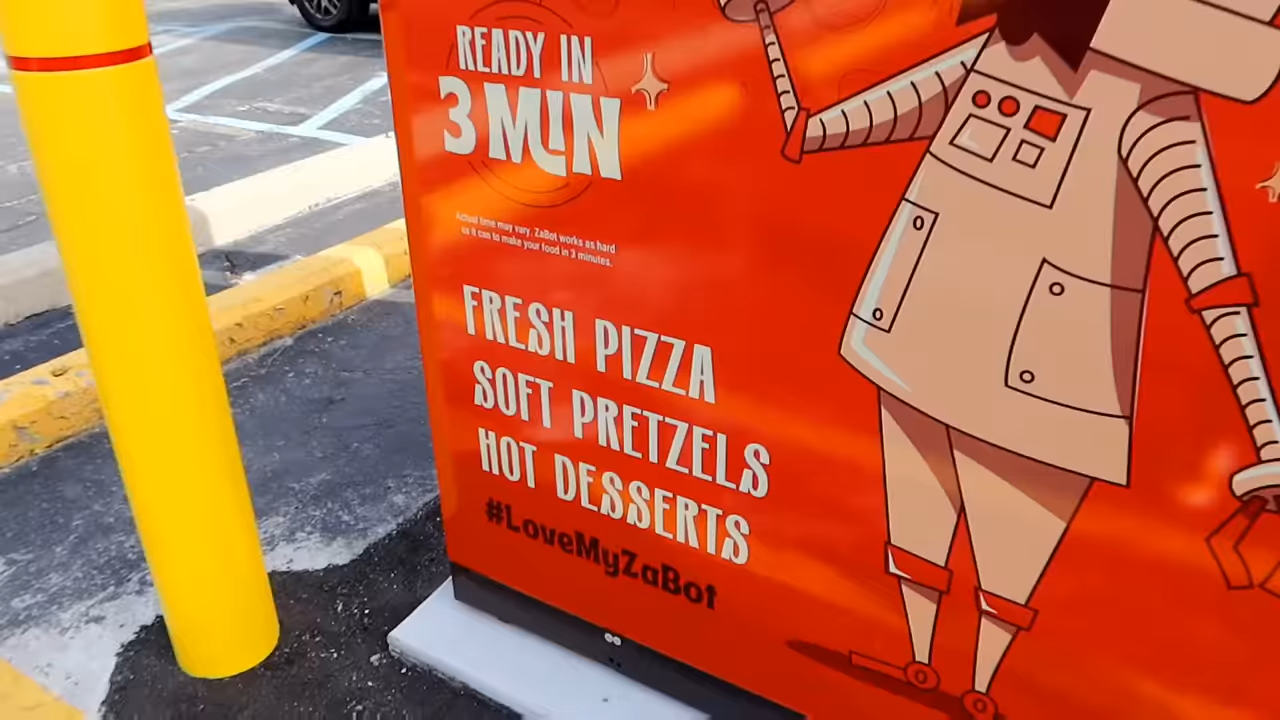 READY IN
3 MIN
Actual time may vary. ZaBot works as hard
as it can to make your food in 3 minutes.
FRESH PIZZA
SOFT PRETZELS
HOT DESSERTS
#LoveMyZaBot